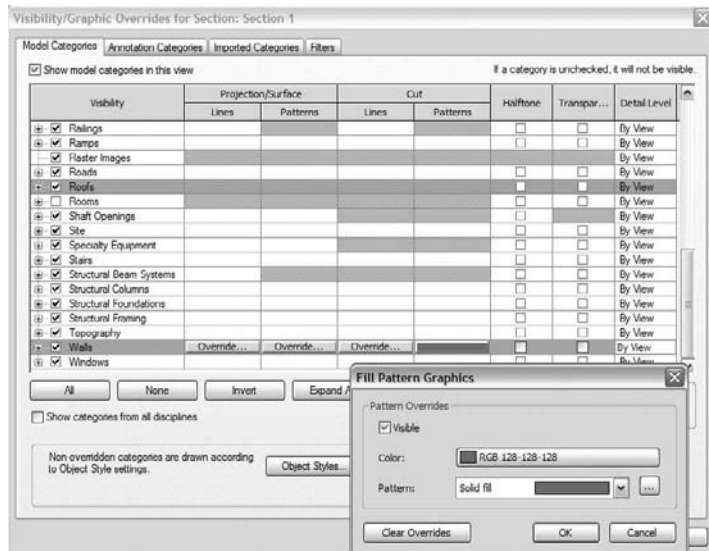 Visibility/Graphic Overrides for Section: Section 1
Model Categories Annotation Categories Imported Categories Filters
Show model categories in this view If a category is unchecked, it will not be visible.
Visibility Projection/Surface Cut Halftone Transpar... Detail Level
Lines Patterns Lines Patterns
Railings By View
Ramps By View
Raster Images By View
Roads By View
Roofs By View
Rooms By View
Shaft Openings By View
Site By View
Specialty Equipment By View
Stairs By View
Structural Beam Systems By View
Structural Columns By View
Structural Foundations By View
Structural Framing By View
Topography By View
Walls Override... Override... Override... By View
Windows By View
All None Invert Expand
Show categories from all disciplines
Non overridden categories are drawn according
to Object Style settings.
Object Styles...
Fill Pattern Graphics
Pattern Overrides
Visible
Color: RGB 128-128-128
Pattern: Solid fill ...
Clear Overrides OK Cancel